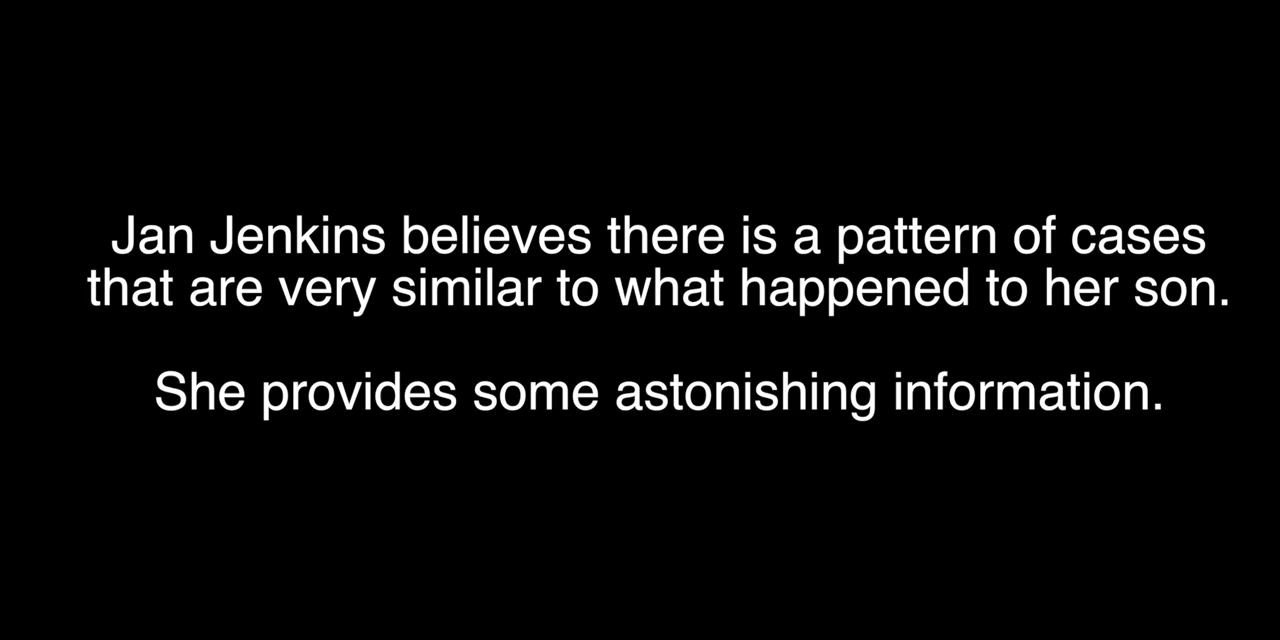 Jan Jenkins believes there is a pattern of cases
that are very similar to what happened to her son.
She provides some astonishing information.